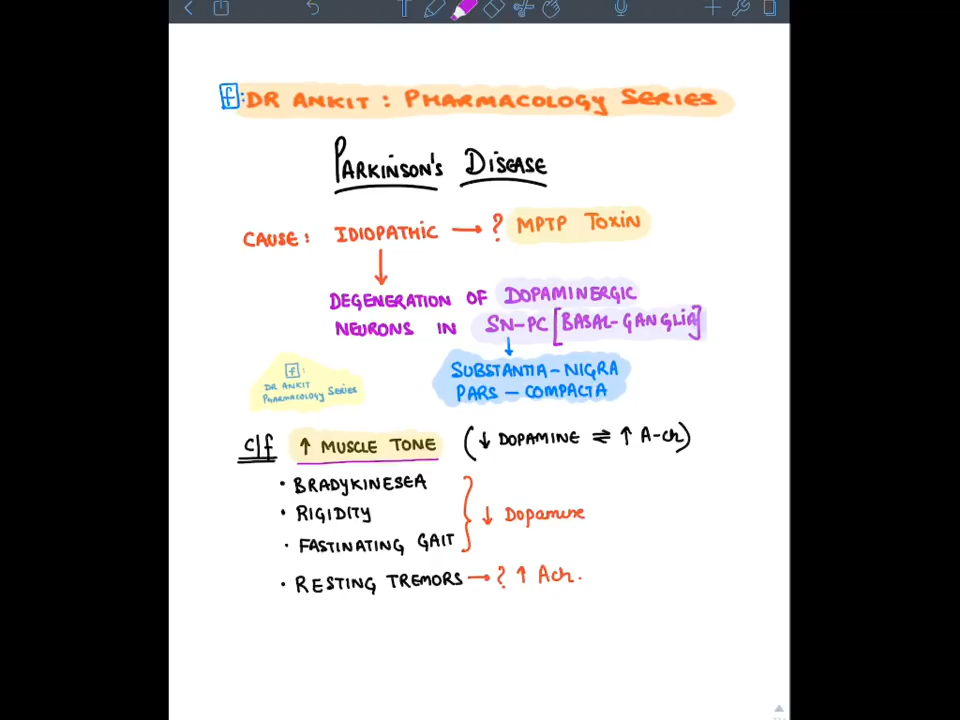 f: DR ANKIT : PHARMACOLOGY SERIES
PARKINSON'S DISEASE
CAUSE : IDIOPATHIC → ? MPTP TOXIN
↓
DEGENERATION OF DOPAMINERGIC
NEURONS IN SN-PC [BASAL-GANGLIA]
↓
SUBSTANTIA-NIGRA
PARS - COMPACTA
f:
DR ANKIT
PHARMACOLOGY SERIES
C/f ↑ MUSCLE TONE (↓ DOPAMINE ⇌ ↑ A-ch)
• BRADYKINESEA
• RIGIDITY
• FASTINATING GAIT
} ↓ Dopamine
• RESTING TREMORS → ? ↑ Ach.